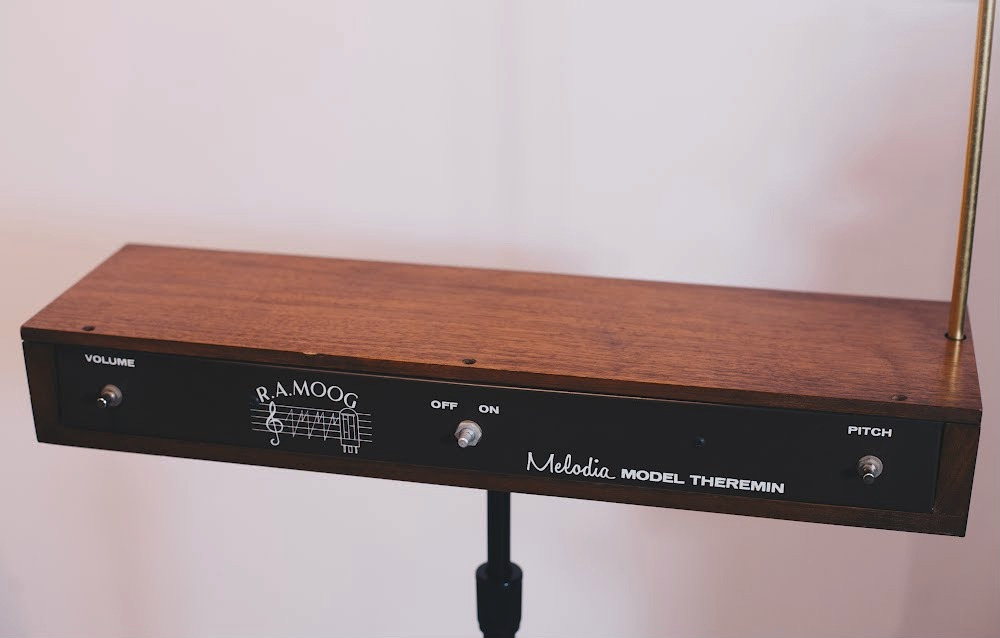 VOLUME
R.A.MOOG
OFF ON
Melodia MODEL THEREMIN
PITCH